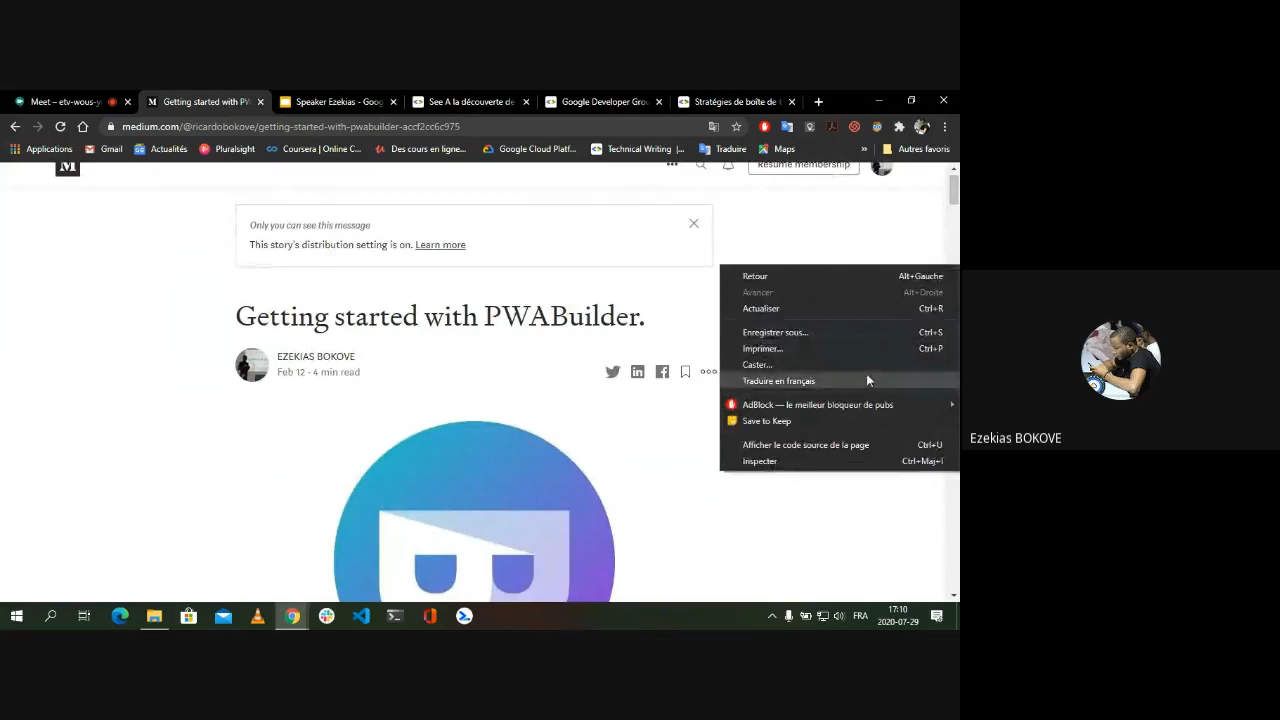 Meet – etv-wous-y
Getting started with PW
Speaker Ezekias - Goog
See A la découverte de
Google Developer Grou
Stratégies de boîte de
medium.com/@ricardobokove/getting-started-with-pwabuilder-accf2cc6c975
Applications
Gmail
Actualités
Pluralsight
Coursera | Online C...
Des cours en ligne...
Google Cloud Platf...
Technical Writing |...
Traduire
Maps
»
Autres favoris
M
Resume membership
Only you can see this message
This story's distribution setting is on. Learn more
Getting started with PWABuilder.
EZEKIAS BOKOVE
Feb 12 · 4 min read
Retour Alt+Gauche
Avancer Alt+Droite
Actualiser Ctrl+R
Enregistrer sous... Ctrl+S
Imprimer... Ctrl+P
Caster...
Traduire en français
AdBlock — le meilleur bloqueur de pubs
Save to Keep
Afficher le code source de la page Ctrl+U
Inspecter Ctrl+Maj+I
Ezekias BOKOVE
FRA
17:10
2020-07-29